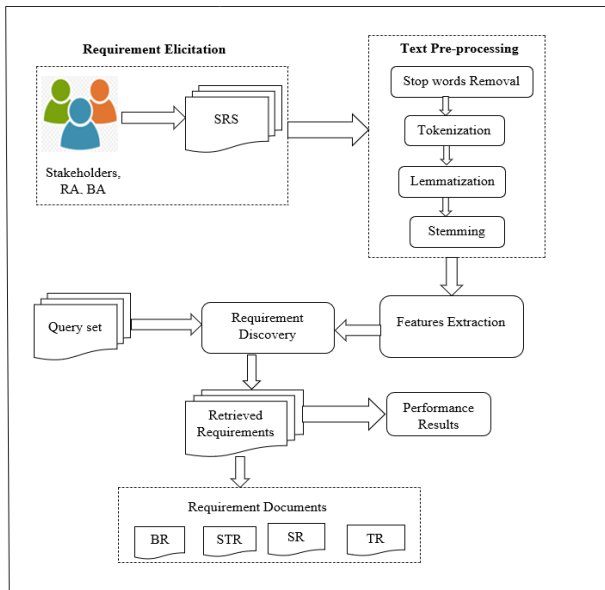 Requirement Elicitation
Text Pre-processing
Stop words Removal
SRS
Tokenization
Stakeholders,
RA, BA
Lemmatization
Stemming
Query set
Requirement
Discovery
Features Extraction
Retrieved
Requirements
Performance
Results
Requirement Documents
BR
STR
SR
TR